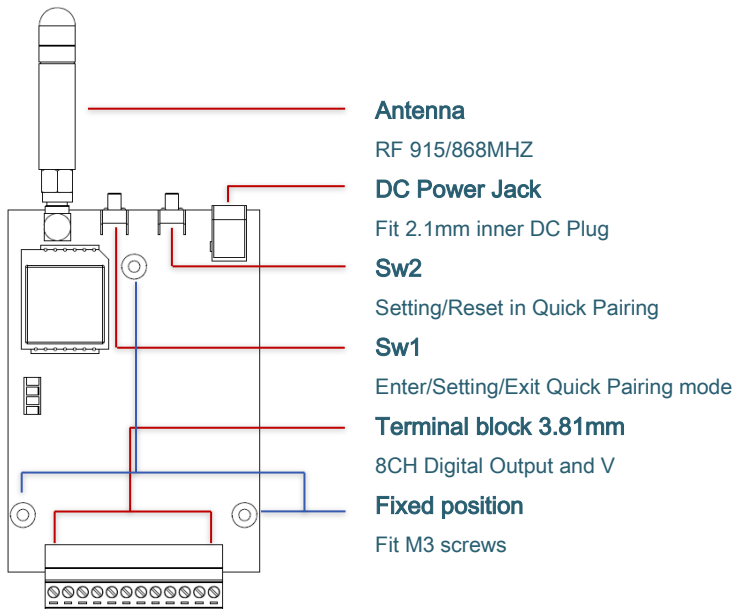 Antenna
RF 915/868MHZ
DC Power Jack
Fit 2.1mm inner DC Plug
Sw2
Setting/Reset in Quick Pairing
Sw1
Enter/Setting/Exit Quick Pairing mode
Terminal block 3.81mm
8CH Digital Output and V
Fixed position
Fit M3 screws